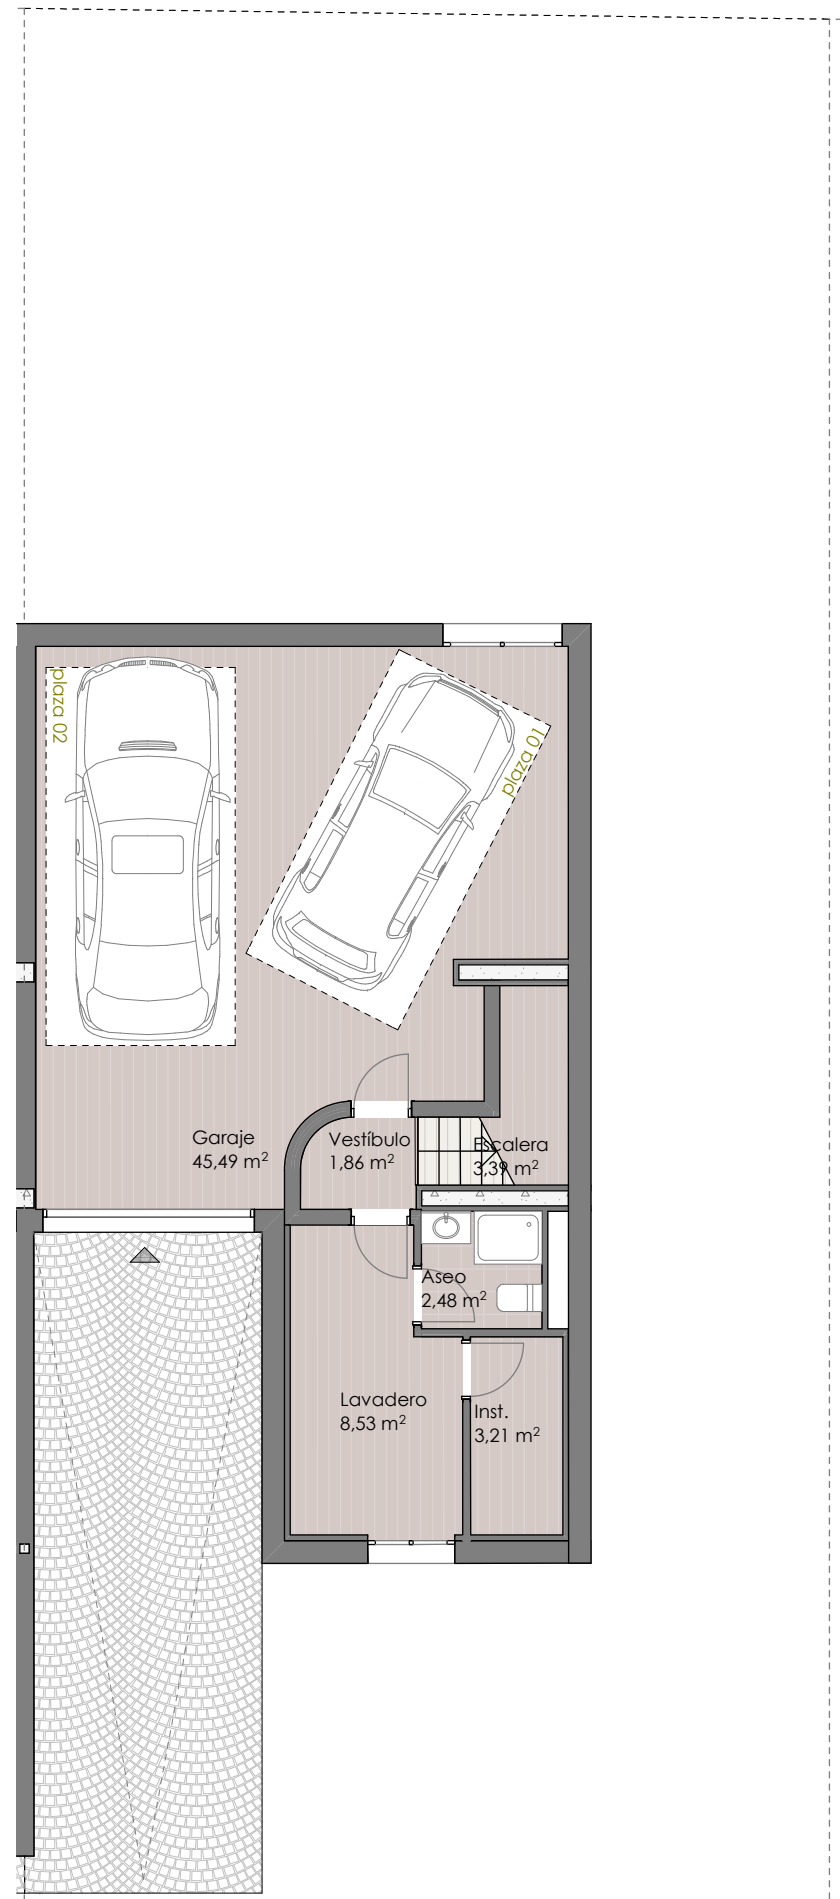 plaza 02
plaza 01
Garaje
45,49 m²
Vestíbulo
1,86 m²
Escalera
3,39 m²
Aseo
2,48 m²
Lavadero
8,53 m²
Inst.
3,21 m²